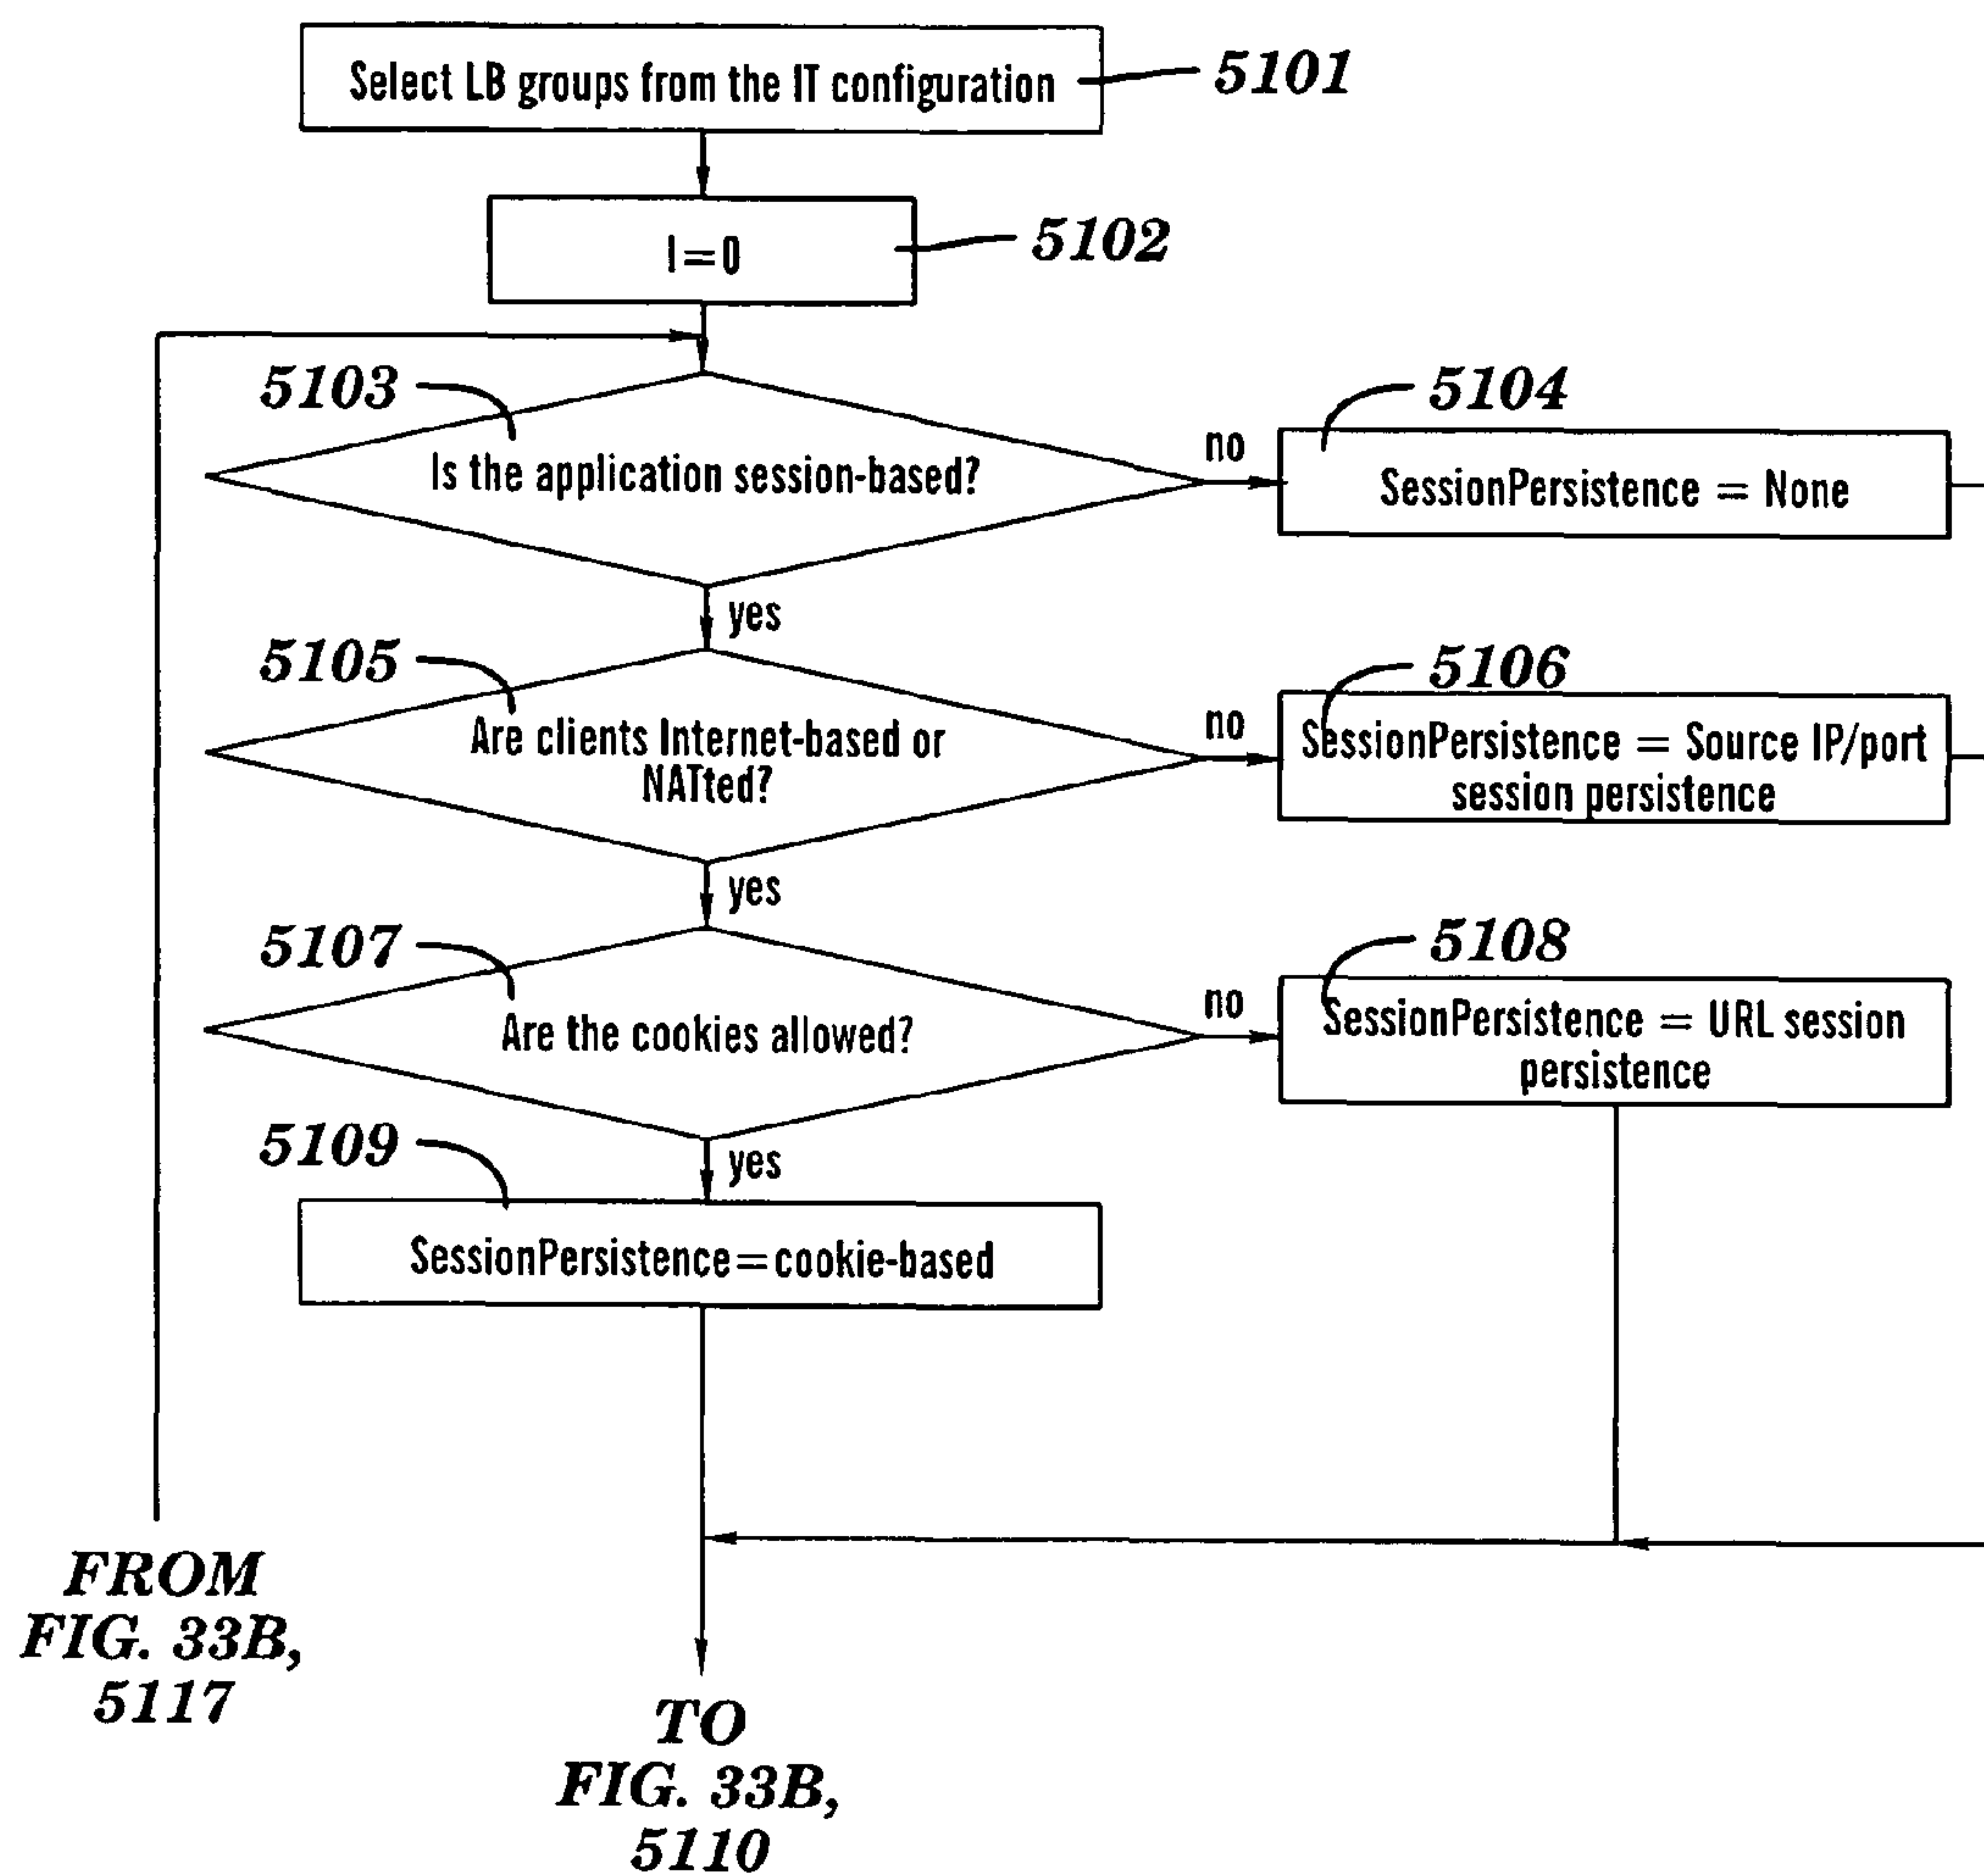 Select LB groups from the IT configuration
5101
I=0
5102
5103
Is the application session-based?
no
5104
SessionPersistence = None
yes
5105
Are clients Internet-based or
NATted?
no
5106
SessionPersistence = Source IP/port
session persistence
yes
5107
Are the cookies allowed?
no
5108
SessionPersistence = URL session
persistence
yes
5109
SessionPersistence=cookie-based
FROM
FIG. 33B,
5117
TO
FIG. 33B,
5110